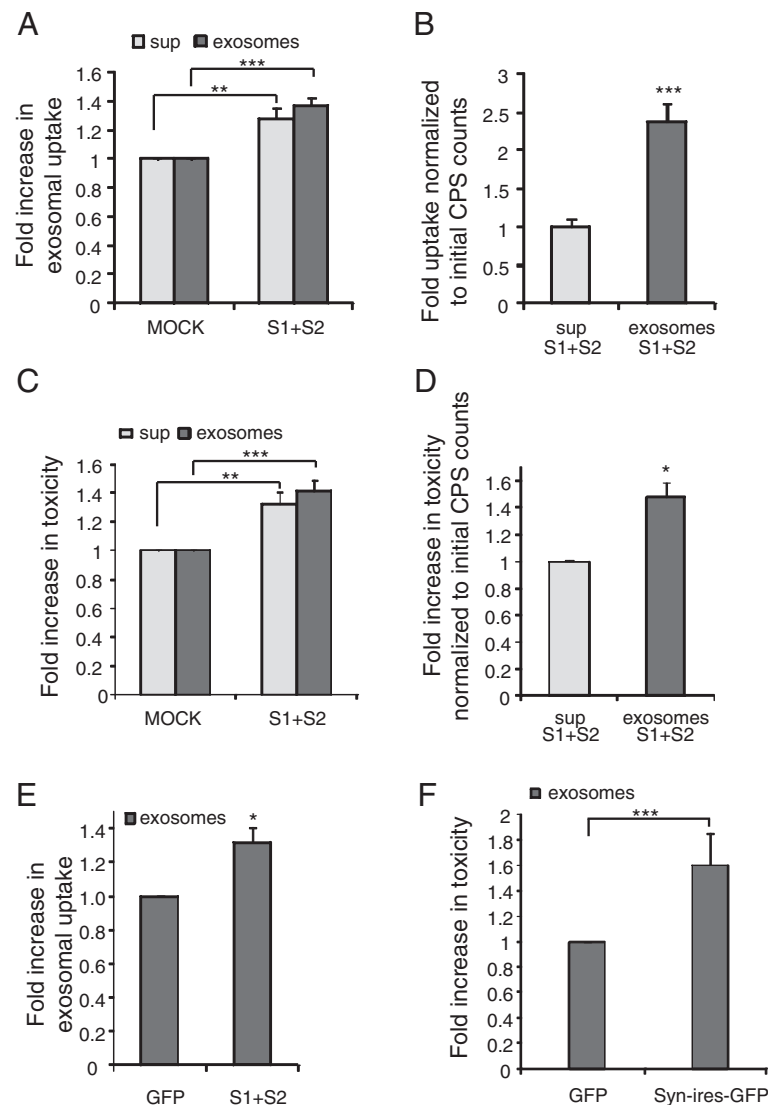 A
sup exosomes
***
**
1.6
1.4
1.2
1
0.8
0.6
0.4
0.2
0
Fold increase in
exosomal uptake
MOCK S1+S2
B
3
2.5
2
1.5
1
0.5
0
***
Fold uptake normalized
to initial CPS counts
sup exosomes
S1+S2 S1+S2
C
sup exosomes
***
**
1.6
1.4
1.2
1
0.8
0.6
0.4
0.2
0
Fold increase in toxicity
MOCK S1+S2
D
1.6
1.4
1.2
1
0.8
0.6
0.4
0.2
0
*
Fold increase in toxicity
normalized to initial CPS counts
sup exosomes
S1+S2 S1+S2
E
exosomes
*
1.4
1.2
1
0.8
0.6
0.4
0.2
0
Fold increase in
exosomal uptake
GFP S1+S2
F
exosomes
***
2
1.8
1.6
1.4
1.2
1
0.8
0.6
0.4
0.2
0
Fold increase in toxicity
GFP Syn-ires-GFP